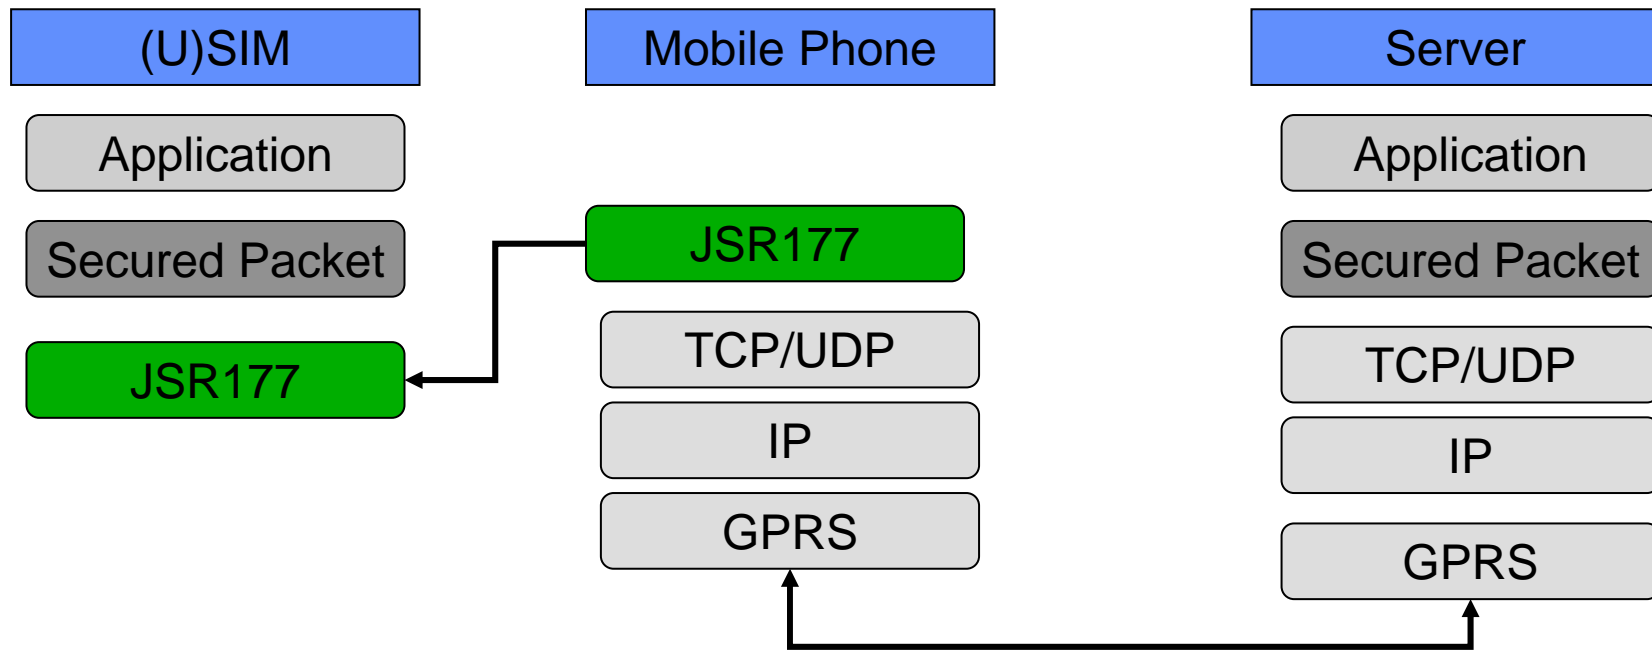 (U)SIM
Application
Secured Packet
JSR177
Mobile Phone
JSR177
TCP/UDP
IP
GPRS
Server
Application
Secured Packet
TCP/UDP
IP
GPRS